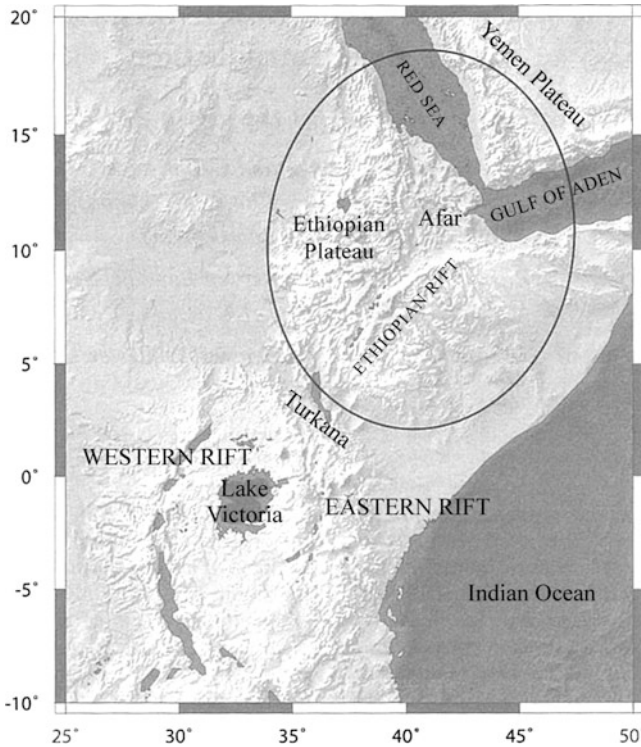 20°
15°
10°
5°
0°
-5°
-10°
25°
30°
35°
40°
45°
50
Yemen Plateau
RED SEA
GULF OF ADEN
Afar
Ethiopian
Plateau
ETHIOPIAN RIFT
Turkana
WESTERN RIFT
Lake
Victoria
EASTERN RIFT
Indian Ocean